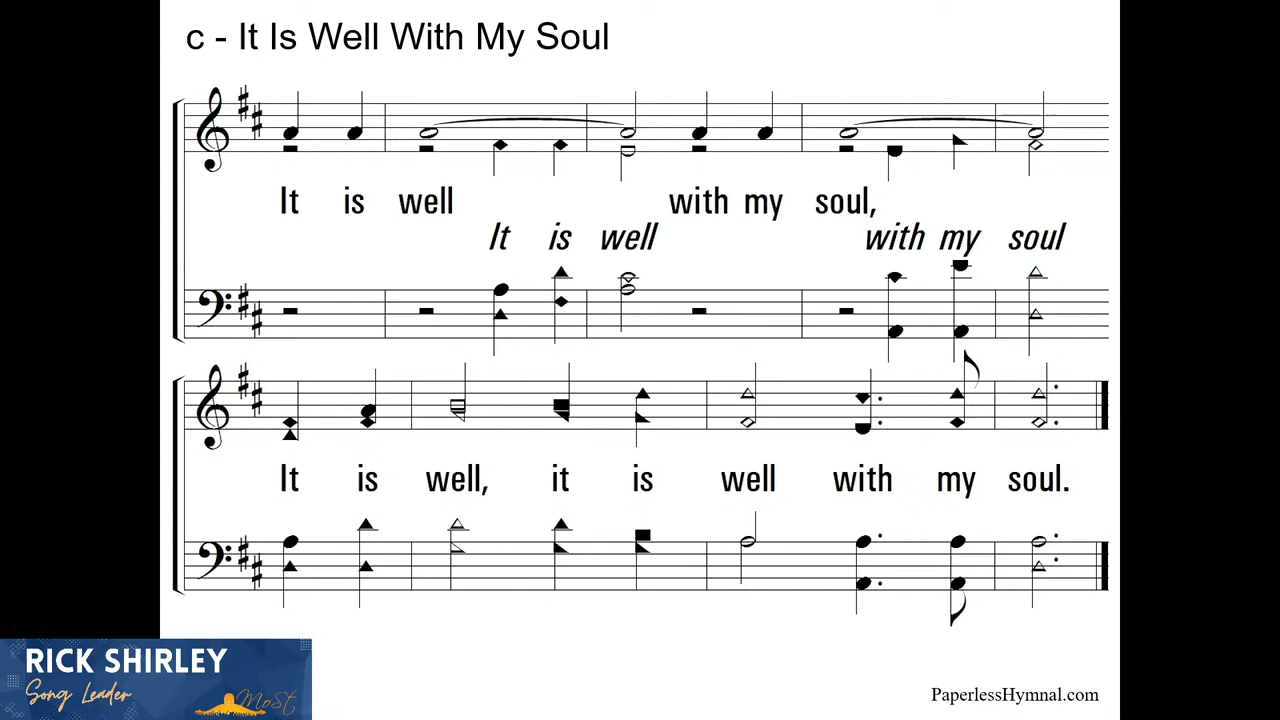 c - It Is Well With My Soul
It is well with my soul,
It is well with my soul
It is well, it is well with my soul.
RICK SHIRLEY
Song Leader
MoSt
PaperlessHymnal.com